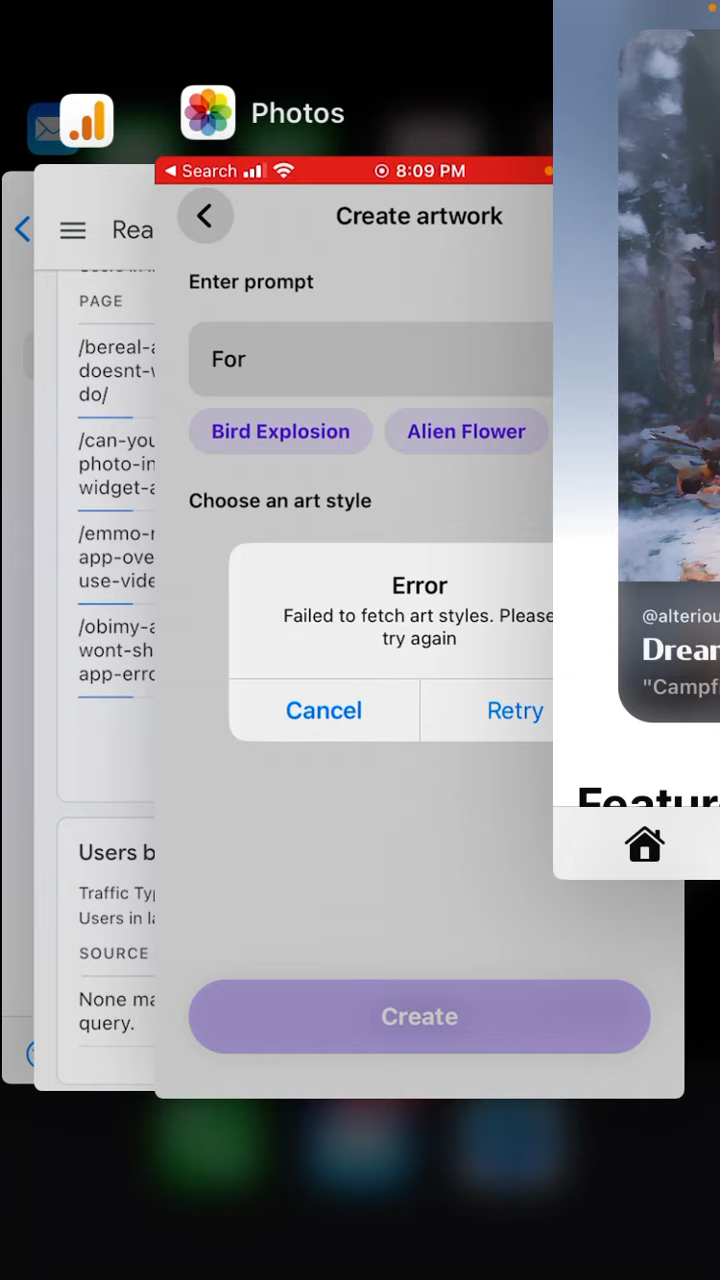 Photos
Search
8:09 PM
Create artwork
Enter prompt
For
Bird Explosion
Alien Flower
Choose an art style
Error
Failed to fetch art styles. Please
try again
Cancel
Retry
Create
Rea
PAGE
/bereal-a
doesnt-w
do/
/can-you
photo-in
widget-a
/emmo-r
app-ove
use-vide
/obimy-a
wont-sh
app-erro
Users b
Traffic Ty
Users in la
SOURCE
None ma
query.
@alteriou
Drear
"Campf
Featur